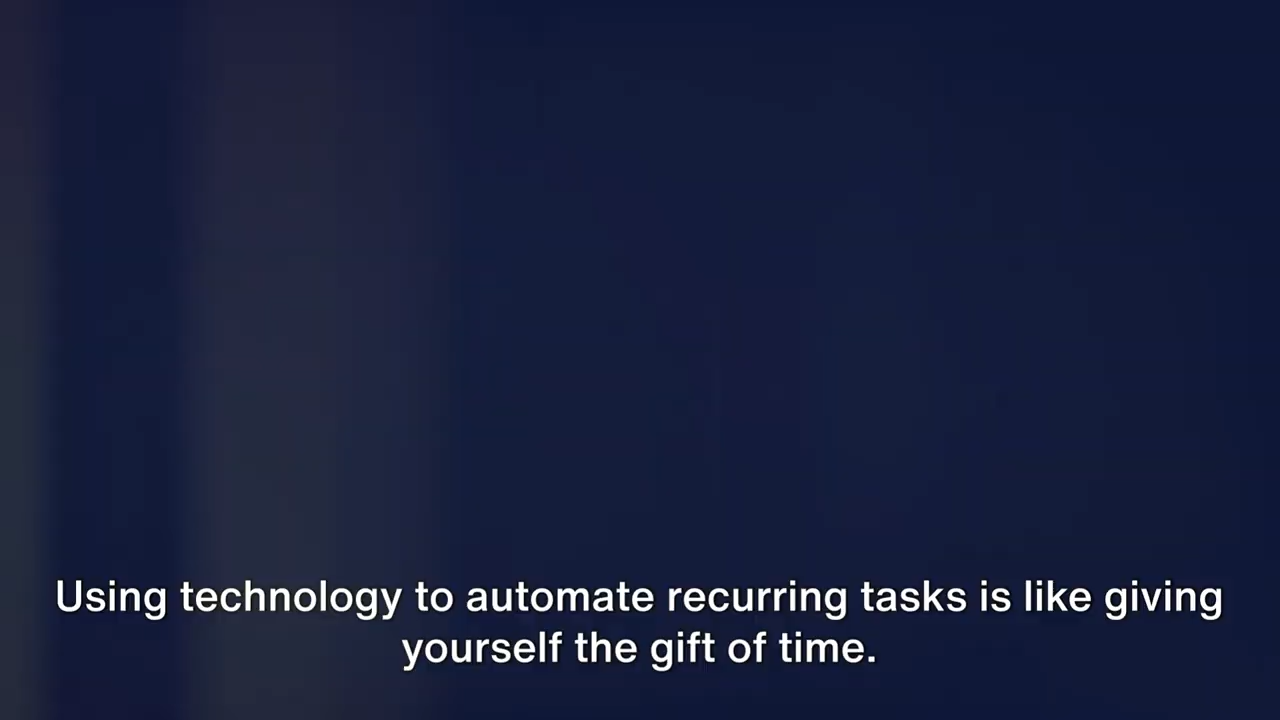 Using technology to automate recurring tasks is like giving
yourself the gift of time.